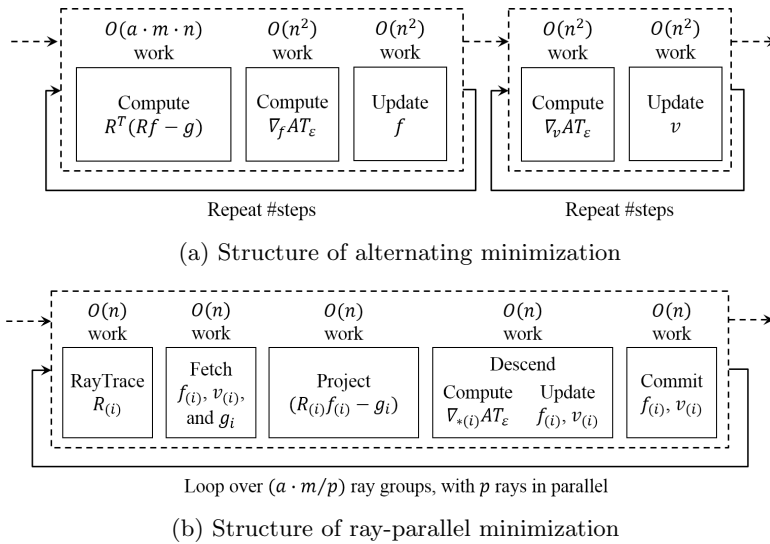 O(a · m · n) work
O(n²) work
O(n²) work
O(n²) work
O(n²) work
Compute
Rᵀ(Rf − g)
Compute
∇_f AT_ε
Update
f
Compute
∇_v AT_ε
Update
v
Repeat #steps
Repeat #steps
(a) Structure of alternating minimization
O(n) work
O(n) work
O(n) work
O(n) work
O(n) work
RayTrace
R_(i)
Fetch
f_(i), v_(i),
and g_i
Project
(R_(i)f_(i) − g_i)
Descend
Compute
∇_*(i)AT_ε
Update
f_(i), v_(i)
Commit
f_(i), v_(i)
Loop over (a · m/p) ray groups, with p rays in parallel
(b) Structure of ray-parallel minimization